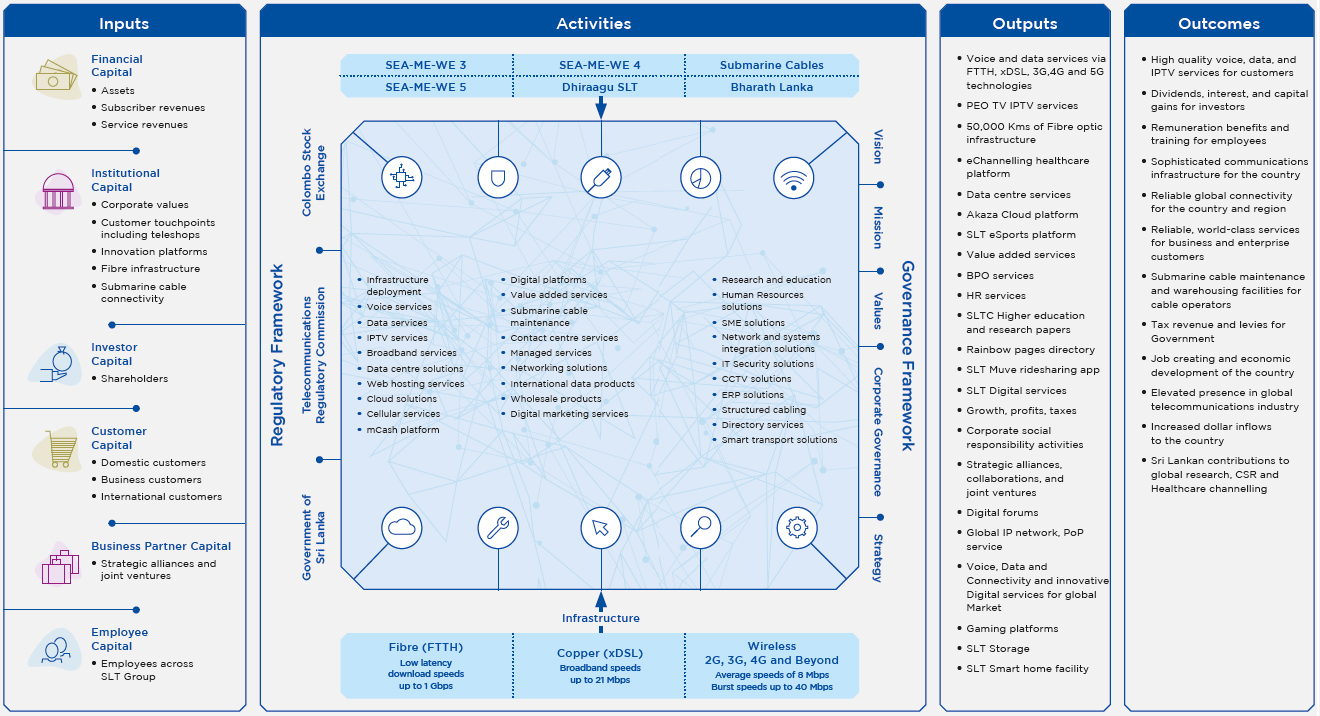 Inputs
Financial
Capital
• Assets
• Subscriber revenues
• Service revenues
Institutional
Capital
• Corporate values
• Customer touchpoints
including teleshops
• Innovation platforms
• Fibre infrastructure
• Submarine cable
connectivity
Investor
Capital
• Shareholders
Customer
Capital
• Domestic customers
• Business customers
• International customers
Business Partner Capital
• Strategic alliances and
joint ventures
Employee
Capital
• Employees across
SLT Group
Activities
SEA-ME-WE 3
SEA-ME-WE 4
Submarine Cables
SEA-ME-WE 5
Dhiraagu SLT
Bharath Lanka
Regulatory Framework
Colombo Stock
Exchange
Telecommunications
Regulatory Commission
Government of
Sri Lanka
• Infrastructure
deployment
• Voice services
• Data services
• IPTV services
• Broadband services
• Data centre solutions
• Web hosting services
• Cloud solutions
• Cellular services
• mCash platform
• Digital platforms
• Value added services
• Submarine cable
maintenance
• Contact centre services
• Managed services
• Networking solutions
• International data products
• Wholesale products
• Digital marketing services
• Research and education
• Human Resources
solutions
• SME solutions
• Network and systems
integration solutions
• IT Security solutions
• CCTV solutions
• ERP solutions
• Structured cabling
• Directory services
• Smart transport solutions
Vision
Mission
Values
Corporate Governance
Strategy
Governance Framework
Infrastructure
Fibre (FTTH)
Low latency
download speeds
up to 1 Gbps
Copper (xDSL)
Broadband speeds
up to 21 Mbps
Wireless
2G, 3G, 4G and Beyond
Average speeds of 8 Mbps
Burst speeds up to 40 Mbps
Outputs
• Voice and data services via
FTTH, xDSL, 3G,4G and 5G
technologies
• PEO TV IPTV services
• 50,000 Kms of Fibre optic
infrastructure
• eChannelling healthcare
platform
• Data centre services
• Akaza Cloud platform
• SLT eSports platform
• Value added services
• BPO services
• HR services
• SLTC Higher education
and research papers
• Rainbow pages directory
• SLT Muve ridesharing app
• SLT Digital services
• Growth, profits, taxes
• Corporate social
responsibility activities
• Strategic alliances,
collaborations, and
joint ventures
• Digital forums
• Global IP network, PoP
service
• Voice, Data and
Connectivity and innovative
Digital services for global
Market
• Gaming platforms
• SLT Storage
• SLT Smart home facility
Outcomes
• High quality voice, data, and
IPTV services for customers
• Dividends, interest, and capital
gains for investors
• Remuneration benefits and
training for employees
• Sophisticated communications
infrastructure for the country
• Reliable global connectivity
for the country and region
• Reliable, world-class services
for business and enterprise
customers
• Submarine cable maintenance
and warehousing facilities for
cable operators
• Tax revenue and levies for
Government
• Job creating and economic
development of the country
• Elevated presence in global
telecommunications industry
• Increased dollar inflows
to the country
• Sri Lankan contributions to
global research, CSR and
Healthcare channelling